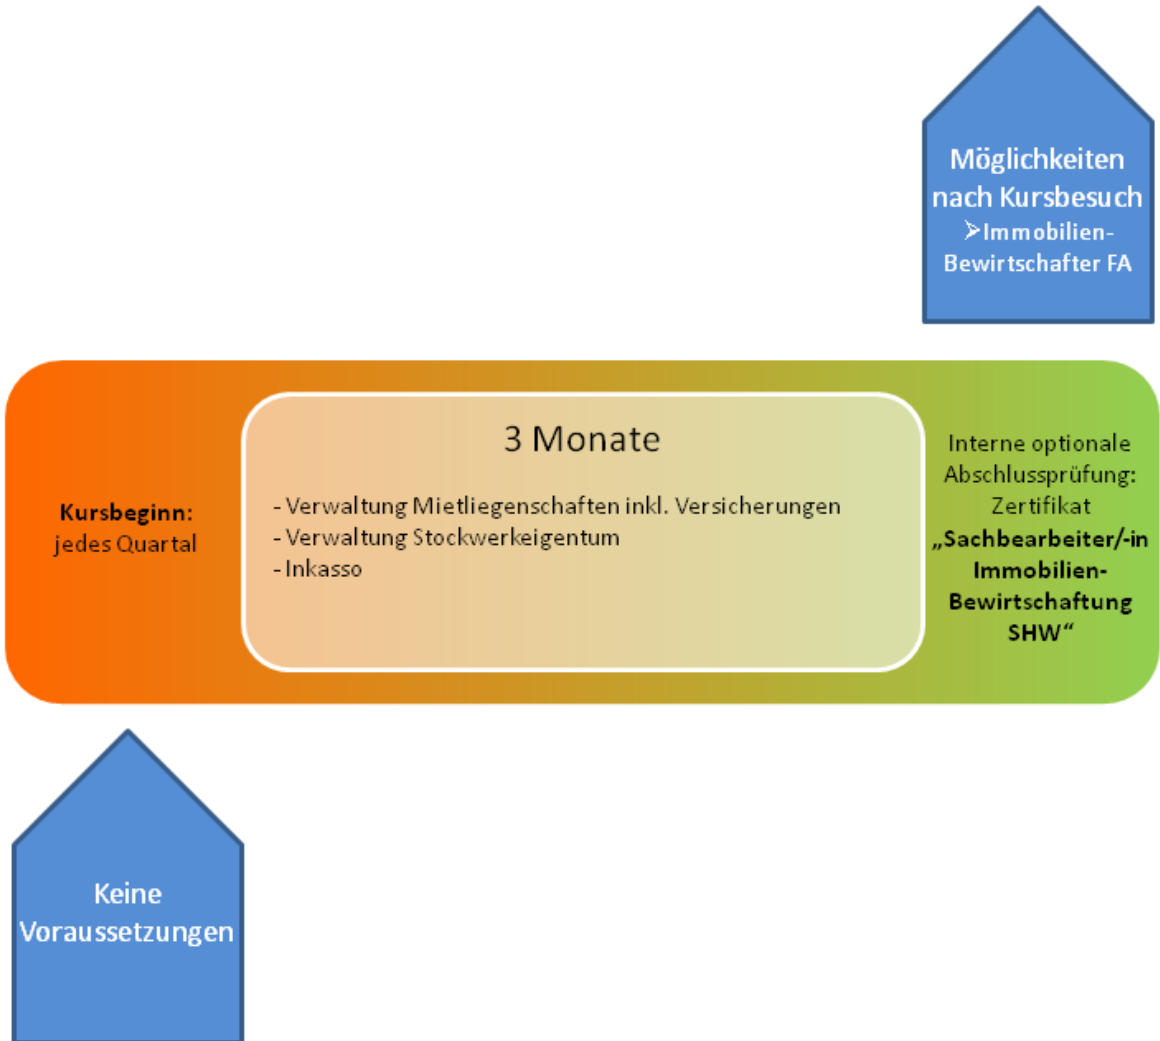 Möglichkeiten
nach Kursbesuch
➢Immobilien-
Bewirtschafter FA
Kursbeginn:
jedes Quartal
3 Monate
- Verwaltung Mietliegenschaften inkl. Versicherungen
- Verwaltung Stockwerkeigentum
- Inkasso
Interne optionale
Abschlussprüfung:
Zertifikat
„Sachbearbeiter/-in
Immobilien-
Bewirtschaftung
SHW“
Keine
Voraussetzungen